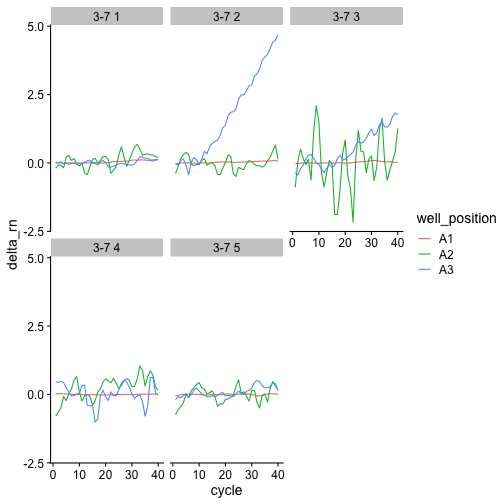 3-7 1
3-7 2
3-7 3
5.0
2.5
0.0
-2.5
3-7 4
3-7 5
5.0
2.5
0.0
-2.5
0 10 20 30 40
0 10 20 30 40
0 10 20 30 40
delta_rn
cycle
well_position
A1
A2
A3